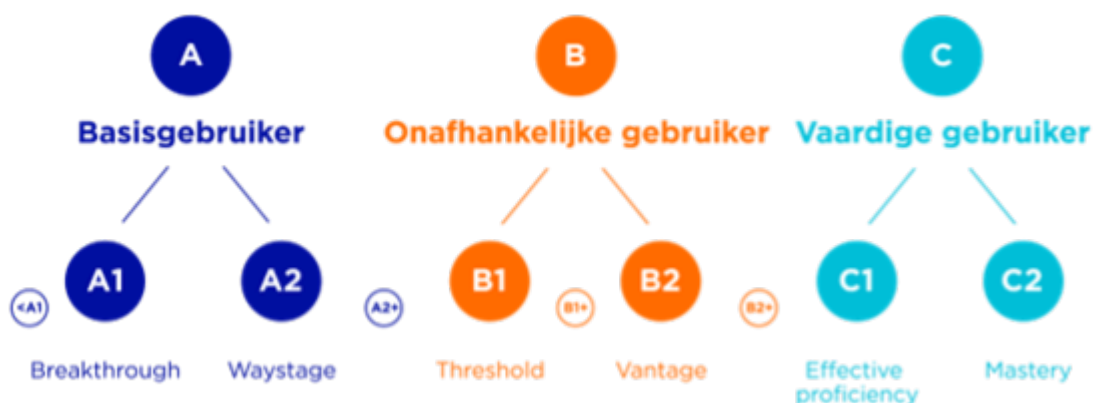 A B C
Basisgebruiker Onafhankelijke gebruiker Vaardige gebruiker
A1 A2 B1 B2 C1 C2
<A1 A2+ B1+ B2+
Breakthrough Waystage Threshold Vantage Effective Mastery
proficiency